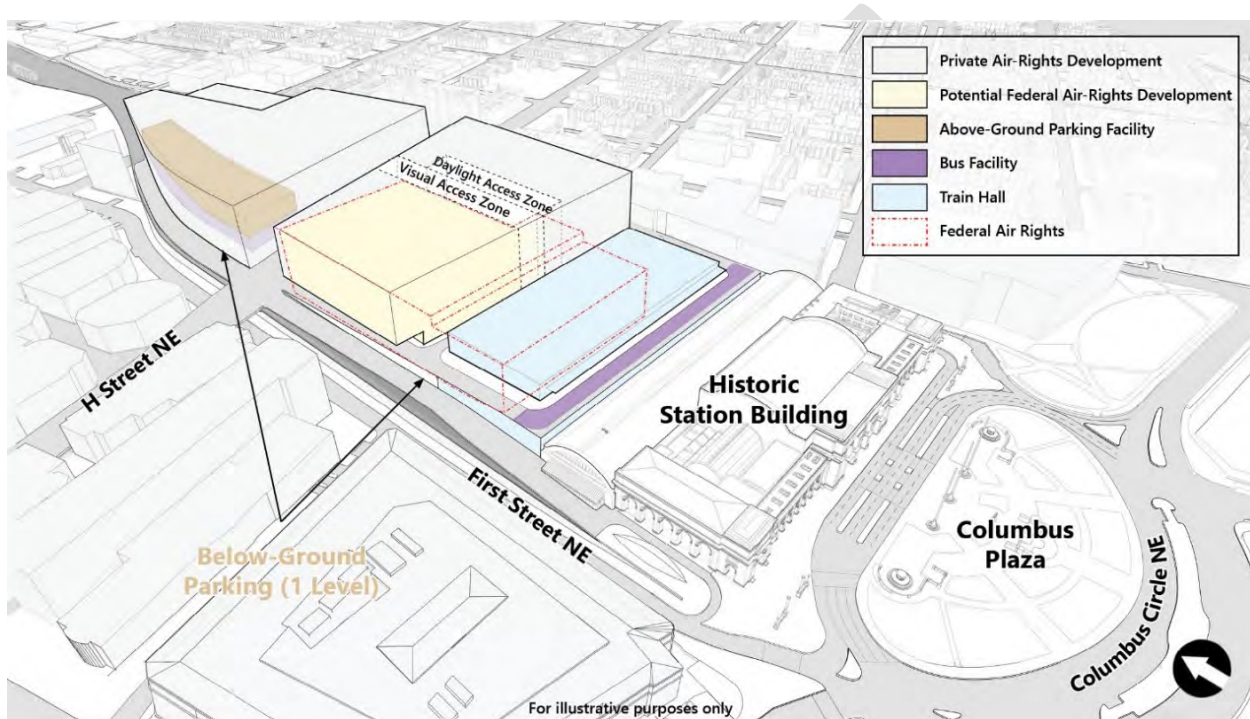 Private Air-Rights Development
Potential Federal Air-Rights Development
Above-Ground Parking Facility
Bus Facility
Train Hall
Federal Air Rights
Daylight Access Zone
Visual Access Zone
H Street NE
Historic
Station Building
First Street NE
Columbus
Plaza
Below-Ground
Parking (1 Level)
Columbus Circle NE
For illustrative purposes only